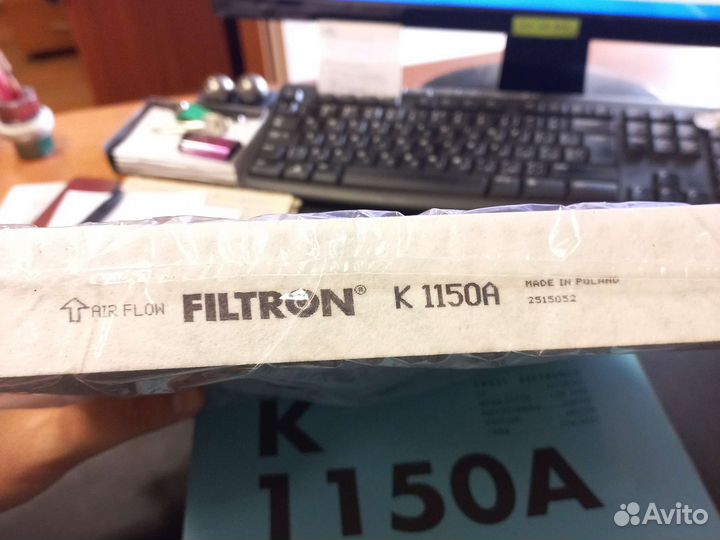 AIR FLOW FILTRON® K 1150A MADE IN POLAND
2515052
K
1150A
Avito